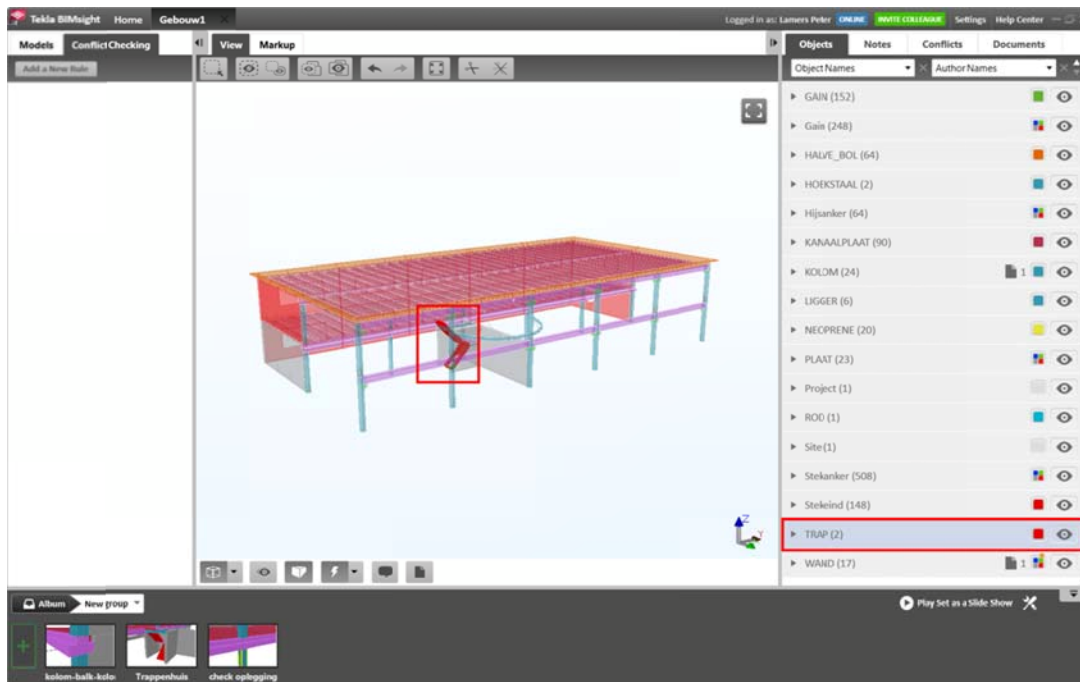 Tekla BIMsight Home Gebouw1
Logged in as: Lamers Peter ONLINE INVITE COLLEAGUE Settings Help Center
Models ConflictChecking
Add a New Rule
View Markup
Objects Notes Conflicts Documents
Object Names Author Names
GAIN (152)
Gain (248)
HALVE_BOL (64)
HOEKSTAAL (2)
Hijsanker (64)
KANAALPLAAT (90)
KOLOM (24) 1
LIGGER (6)
NEOPRENE (20)
PLAAT (23)
Project (1)
ROD (1)
Site (1)
Stekanker (508)
Stekeind (148)
TRAP (2)
WAND (17) 1
Z
Y
Album New group
Play Set as a Slide Show
kolom-balk-kolo
Trappenhuis
check oplegging